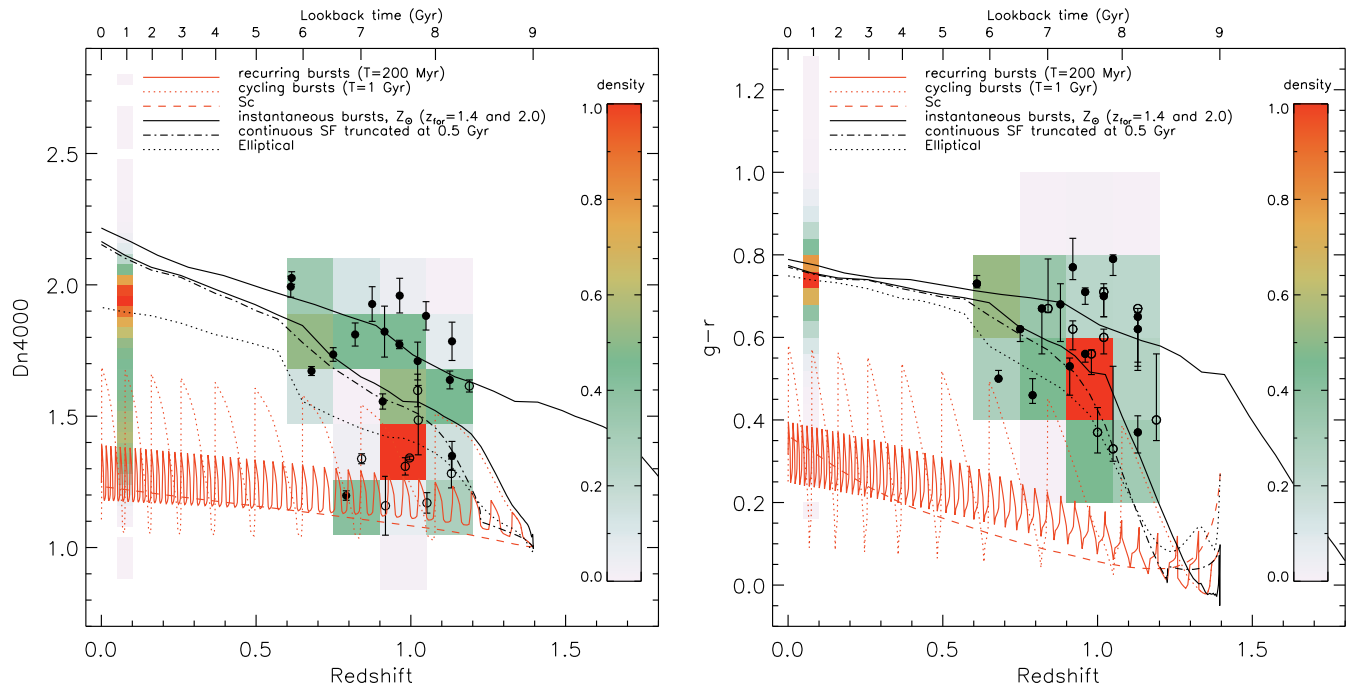 Lookback time (Gyr)
0 1 2 3 4 5 6 7 8 9
recurring bursts (T=200 Myr)
cycling bursts (T=1 Gyr)
Sc
instantaneous bursts, Z☉ (zfor=1.4 and 2.0)
continuous SF truncated at 0.5 Gyr
Elliptical
density
1.0
0.8
0.6
0.4
0.2
0.0
Dn4000
2.5
2.0
1.5
1.0
0.0 0.5 1.0 1.5
Redshift
Lookback time (Gyr)
0 1 2 3 4 5 6 7 8 9
recurring bursts (T=200 Myr)
cycling bursts (T=1 Gyr)
Sc
instantaneous bursts, Z☉ (zfor=1.4 and 2.0)
continuous SF truncated at 0.5 Gyr
Elliptical
density
1.0
0.8
0.6
0.4
0.2
0.0
g-r
1.2
1.0
0.8
0.6
0.4
0.2
0.0
0.0 0.5 1.0 1.5
Redshift